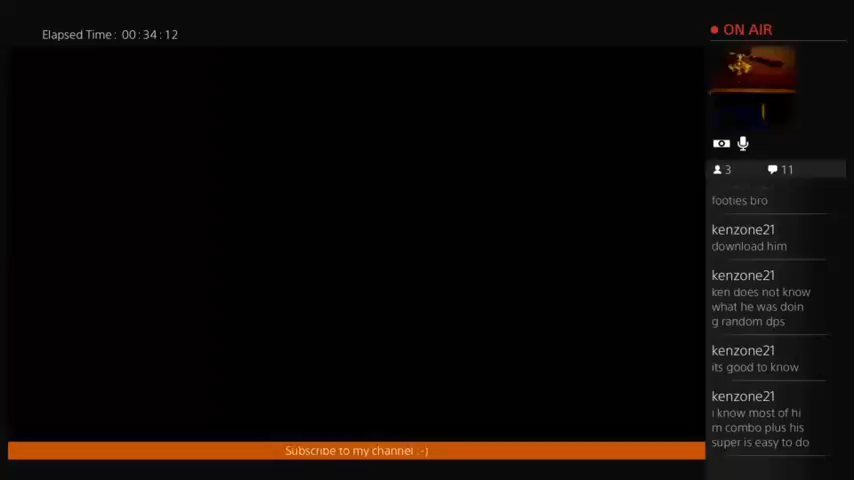 Elapsed Time: 00:34:12
ON AIR
3
11
footies bro
kenzone21
download him
kenzone21
ken does not know
what he was doin
g random dps
kenzone21
its good to know
kenzone21
i know most of hi
m combo plus his
super is easy to do
Subscribe to my channel :-)